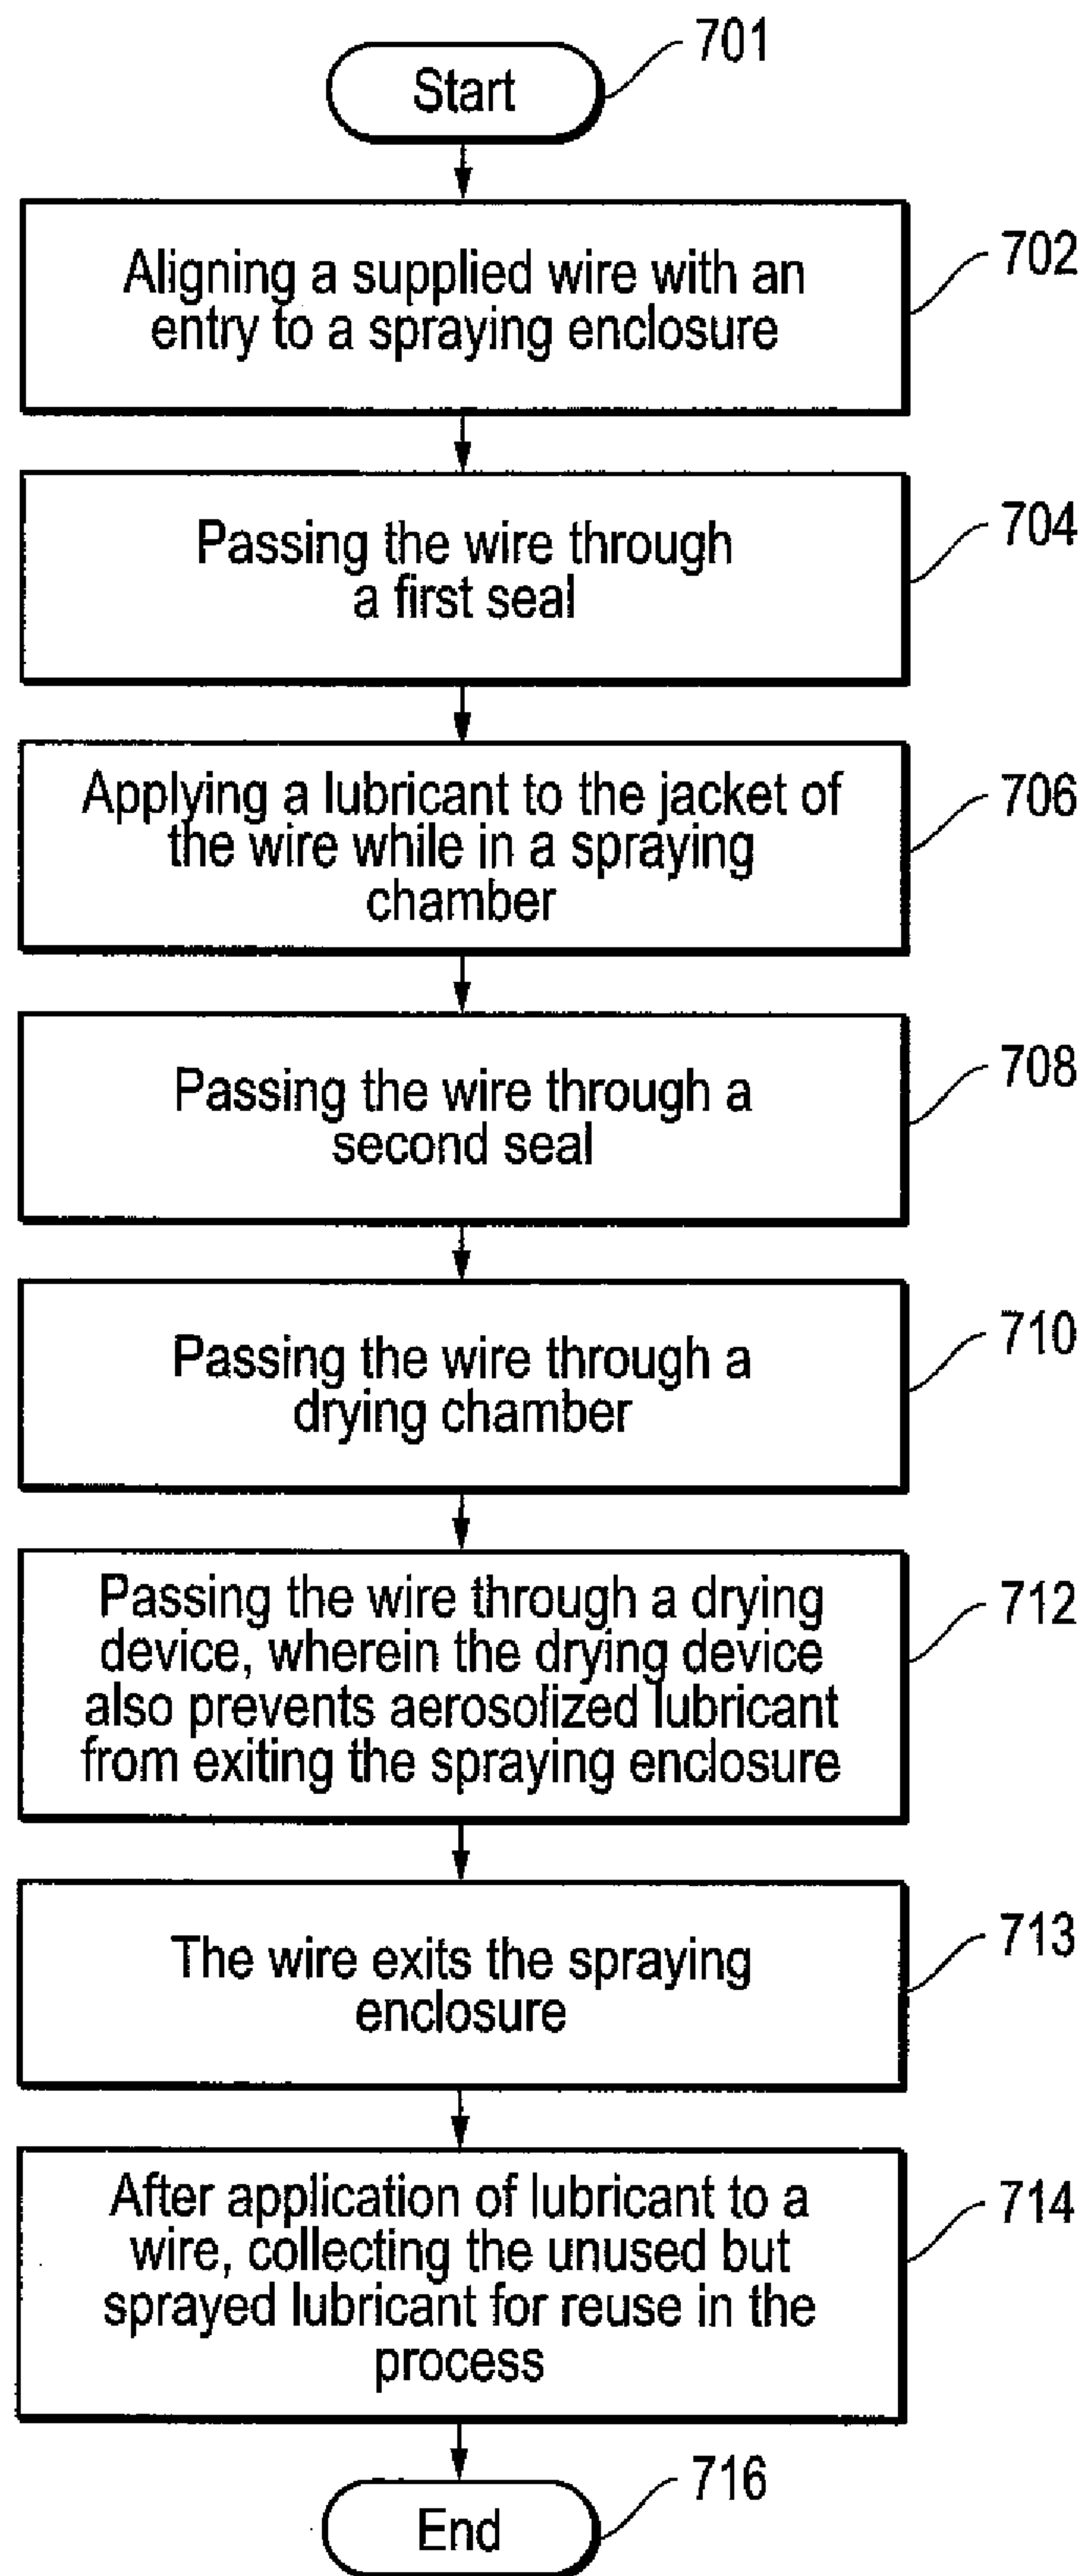 Start
701
Aligning a supplied wire with an
entry to a spraying enclosure
702
Passing the wire through
a first seal
704
Applying a lubricant to the jacket of
the wire while in a spraying
chamber
706
Passing the wire through a
second seal
708
Passing the wire through a
drying chamber
710
Passing the wire through a drying
device, wherein the drying device
also prevents aerosolized lubricant
from exiting the spraying enclosure
712
The wire exits the spraying
enclosure
713
After application of lubricant to a
wire, collecting the unused but
sprayed lubricant for reuse in the
process
714
End
716